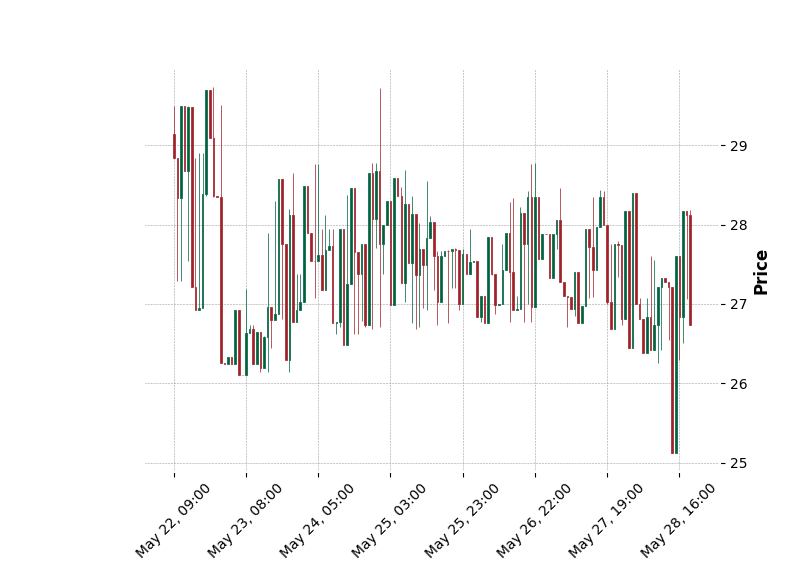 29
28
27
26
25
Price
May 22, 09:00
May 23, 08:00
May 24, 05:00
May 25, 03:00
May 25, 23:00
May 26, 22:00
May 27, 19:00
May 28, 16:00